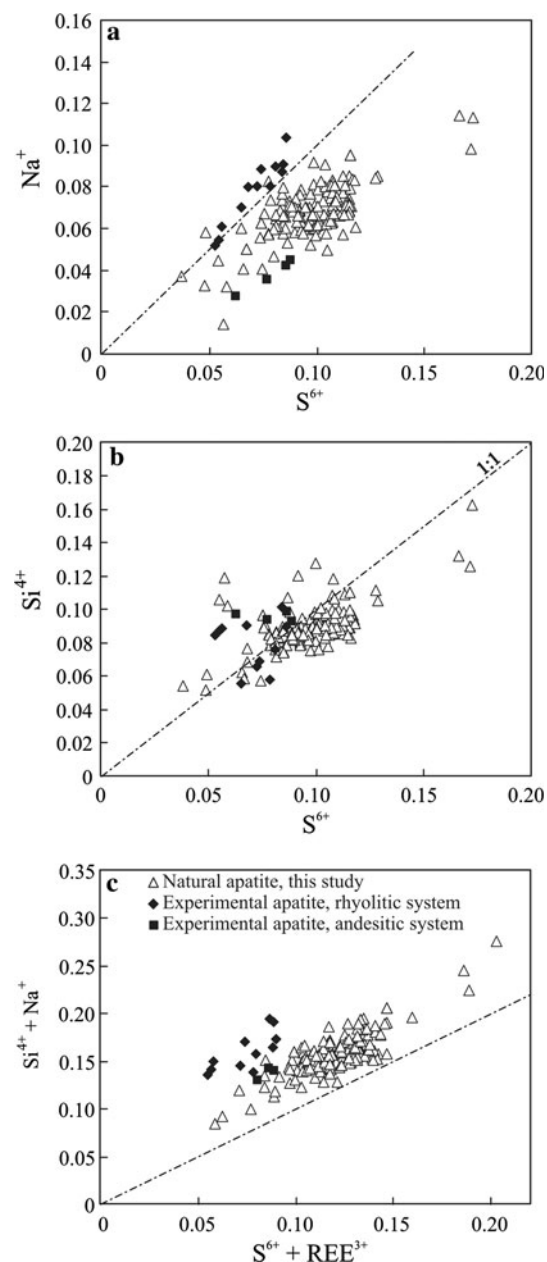 a
0.16
0.14
0.12
0.10
0.08
0.06
0.04
0.02
0
Na⁺
0 0.05 0.10 0.15 0.20
S⁶⁺
b
1:1
0.20
0.18
0.16
0.14
0.12
0.10
0.08
0.06
0.04
0.02
0
Si⁴⁺
0 0.05 0.10 0.15 0.20
S⁶⁺
c
Natural apatite, this study
Experimental apatite, rhyolitic system
Experimental apatite, andesitic system
0.35
0.30
0.25
0.20
0.15
0.10
0.05
0
Si⁴⁺ + Na⁺
0 0.05 0.10 0.15 0.20
S⁶⁺ + REE³⁺